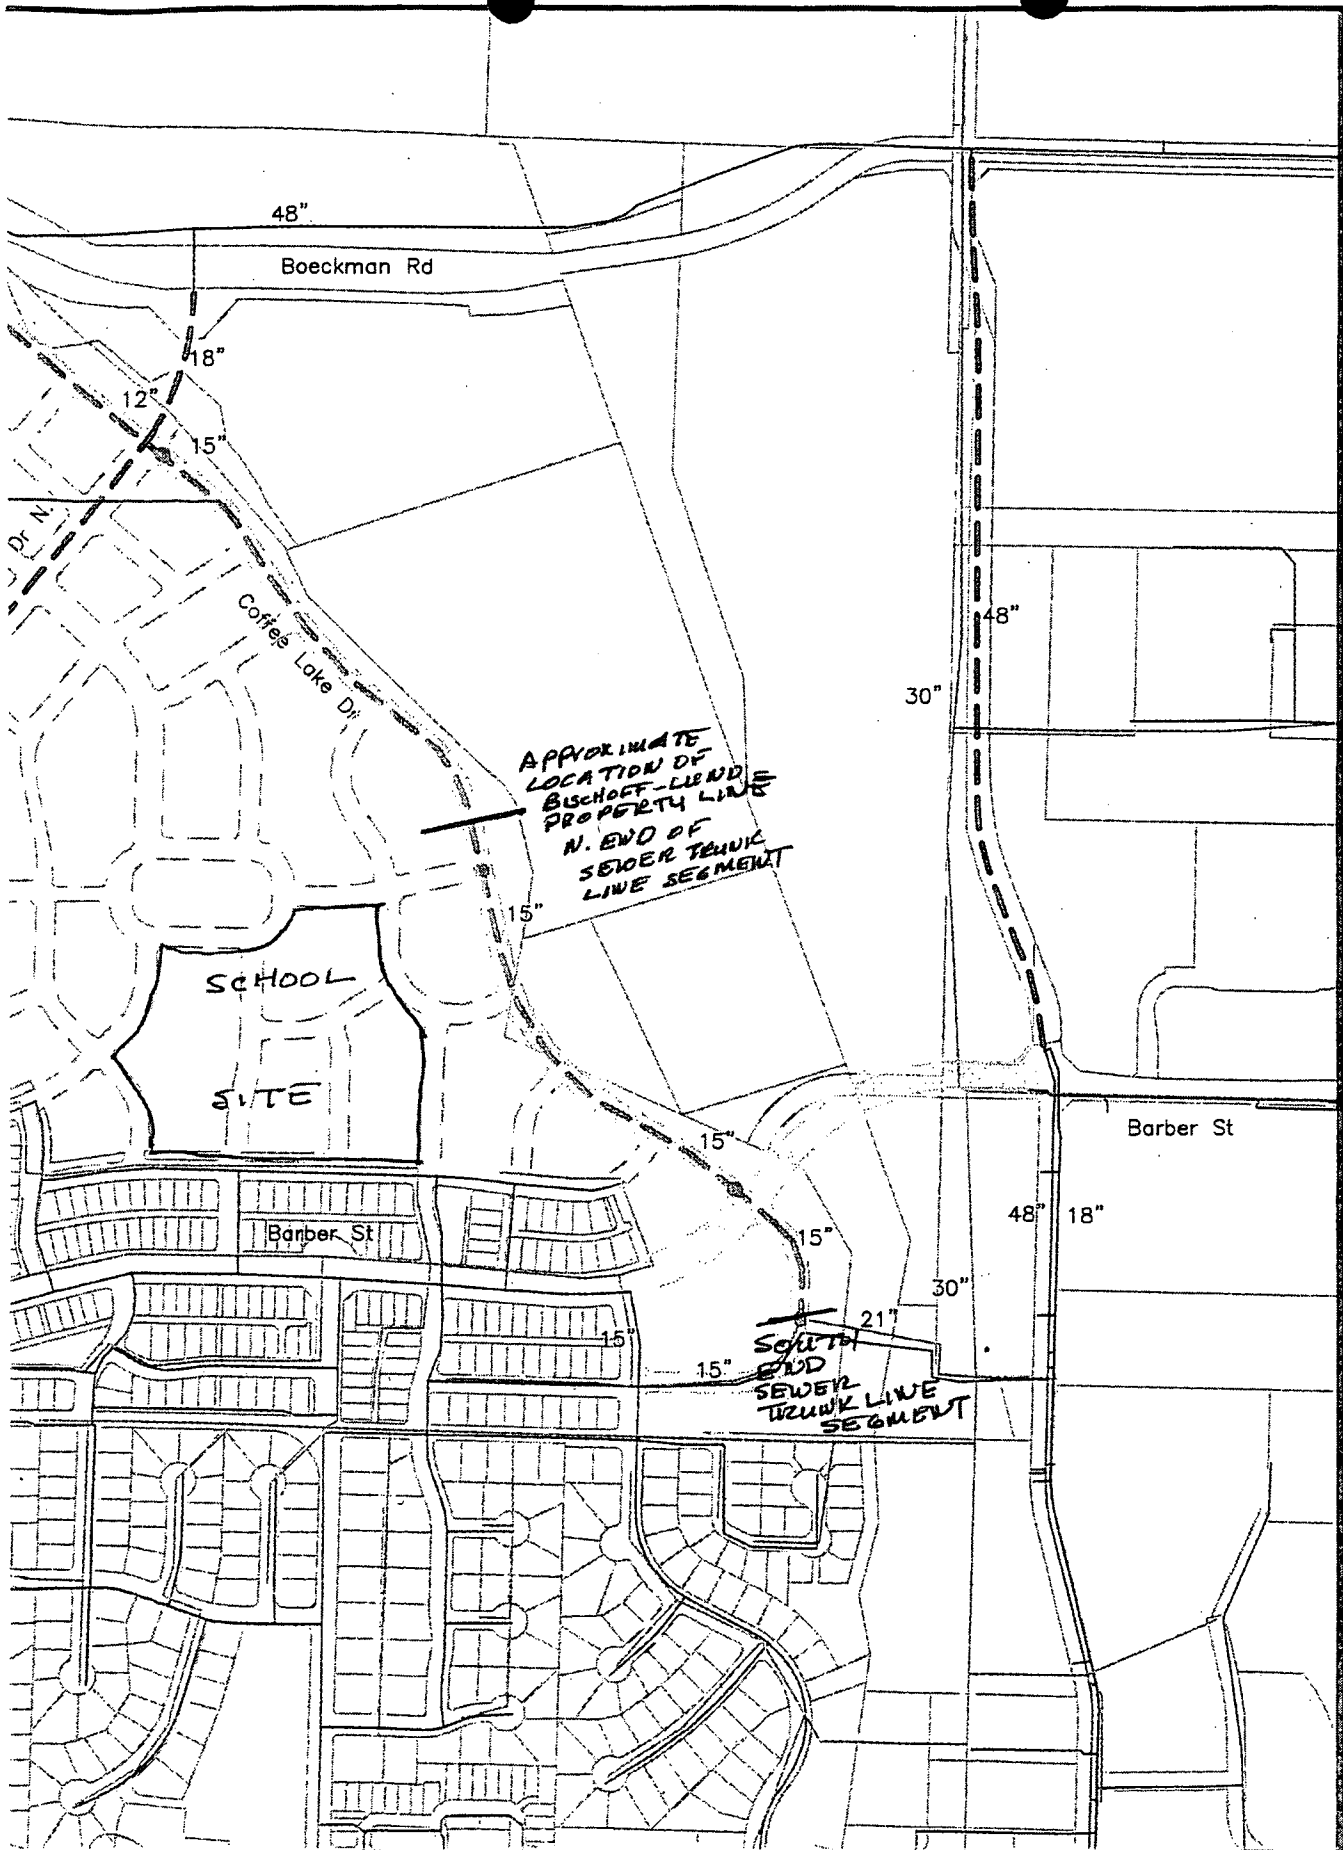 48"
Boeckman Rd
18"
12"
15"
Dr N.
Coffee Lake Dr
48"
30"
APPROXIMATE
LOCATION OF
BISCHOFF-LUND
PROPERTY LINE
N. END OF
SEWER TRUNK
LINE SEGMENT
15"
SCHOOL
SITE
Barber St
15"
48"
18"
Barber St
15"
30"
21"
15"
15"
SOUTH
END
SEWER
TRUNK LINE
SEGMENT